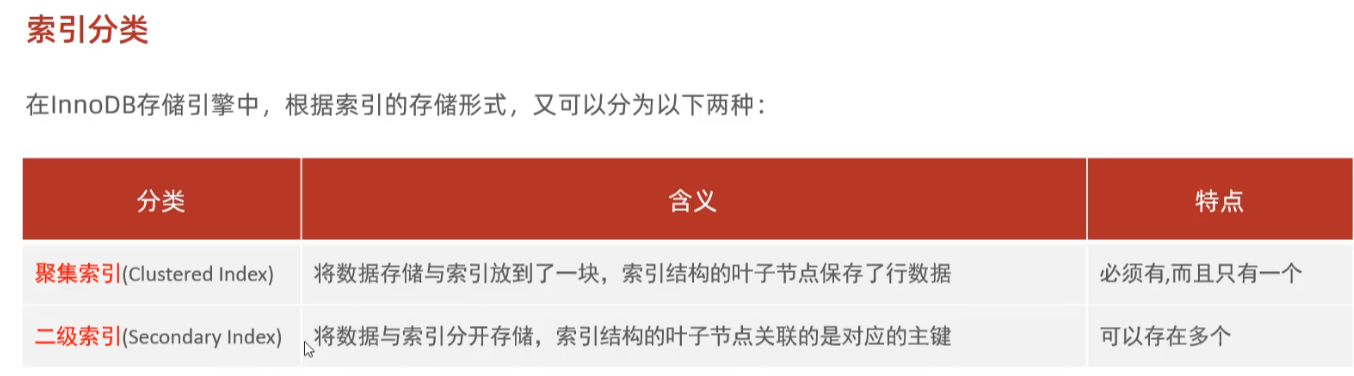 索引分类
在InnoDB存储引擎中，根据索引的存储形式，又可以分为以下两种：
分类 含义 特点
聚集索引(Clustered Index) 将数据存储与索引放到了一块，索引结构的叶子节点保存了行数据 必须有,而且只有一个
二级索引(Secondary Index) 将数据与索引分开存储，索引结构的叶子节点关联的是对应的主键 可以存在多个